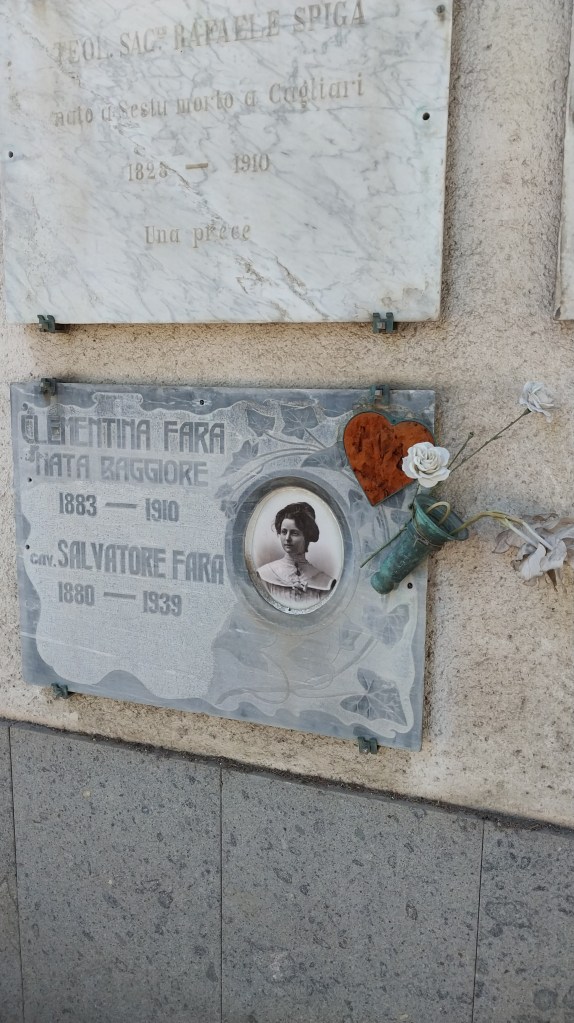 TEOL. SAC. RAFAELE SPIGA
nato a Sestu morto a Cagliari
1828 — 1910
Una prece
CLEMENTINA FARA
NATA BAGGIORE
1883 — 1910
CAV. SALVATORE FARA
1880 — 1939